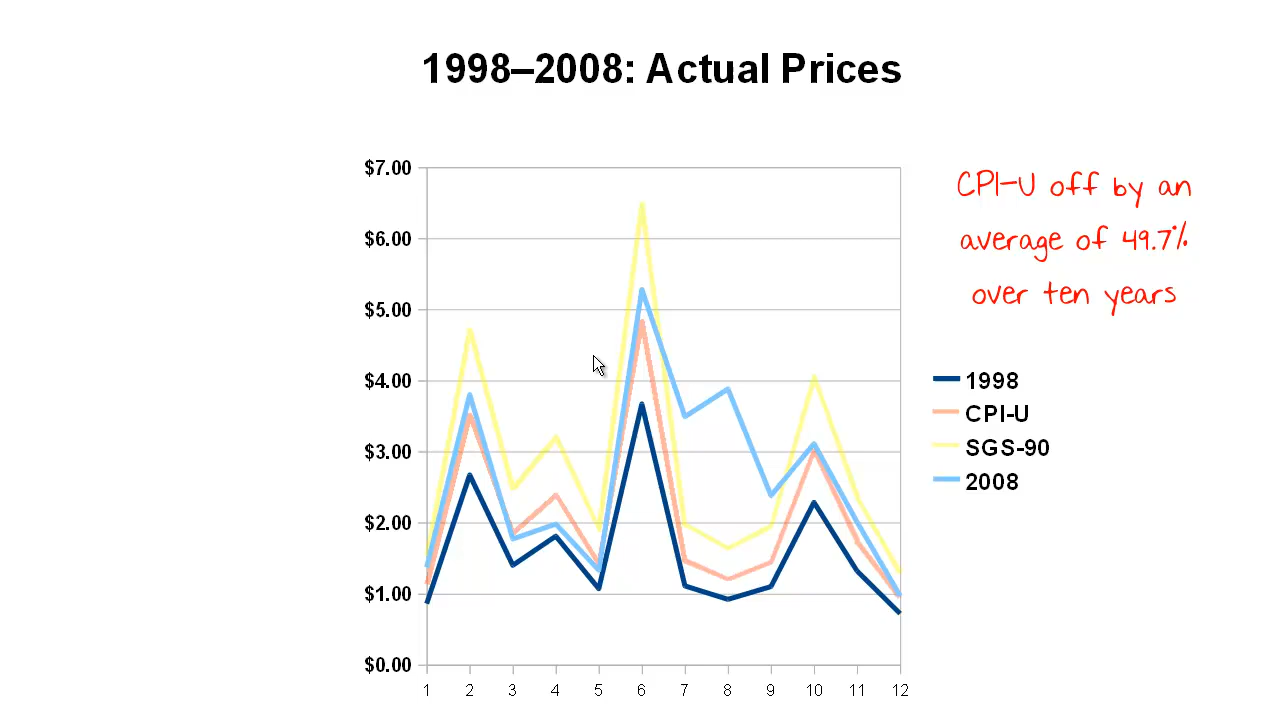 1998–2008: Actual Prices
$7.00
$6.00
$5.00
$4.00
$3.00
$2.00
$1.00
$0.00
1 2 3 4 5 6 7 8 9 10 11 12
CPI-U off by an
average of 49.7%
over ten years
1998
CPI-U
SGS-90
2008